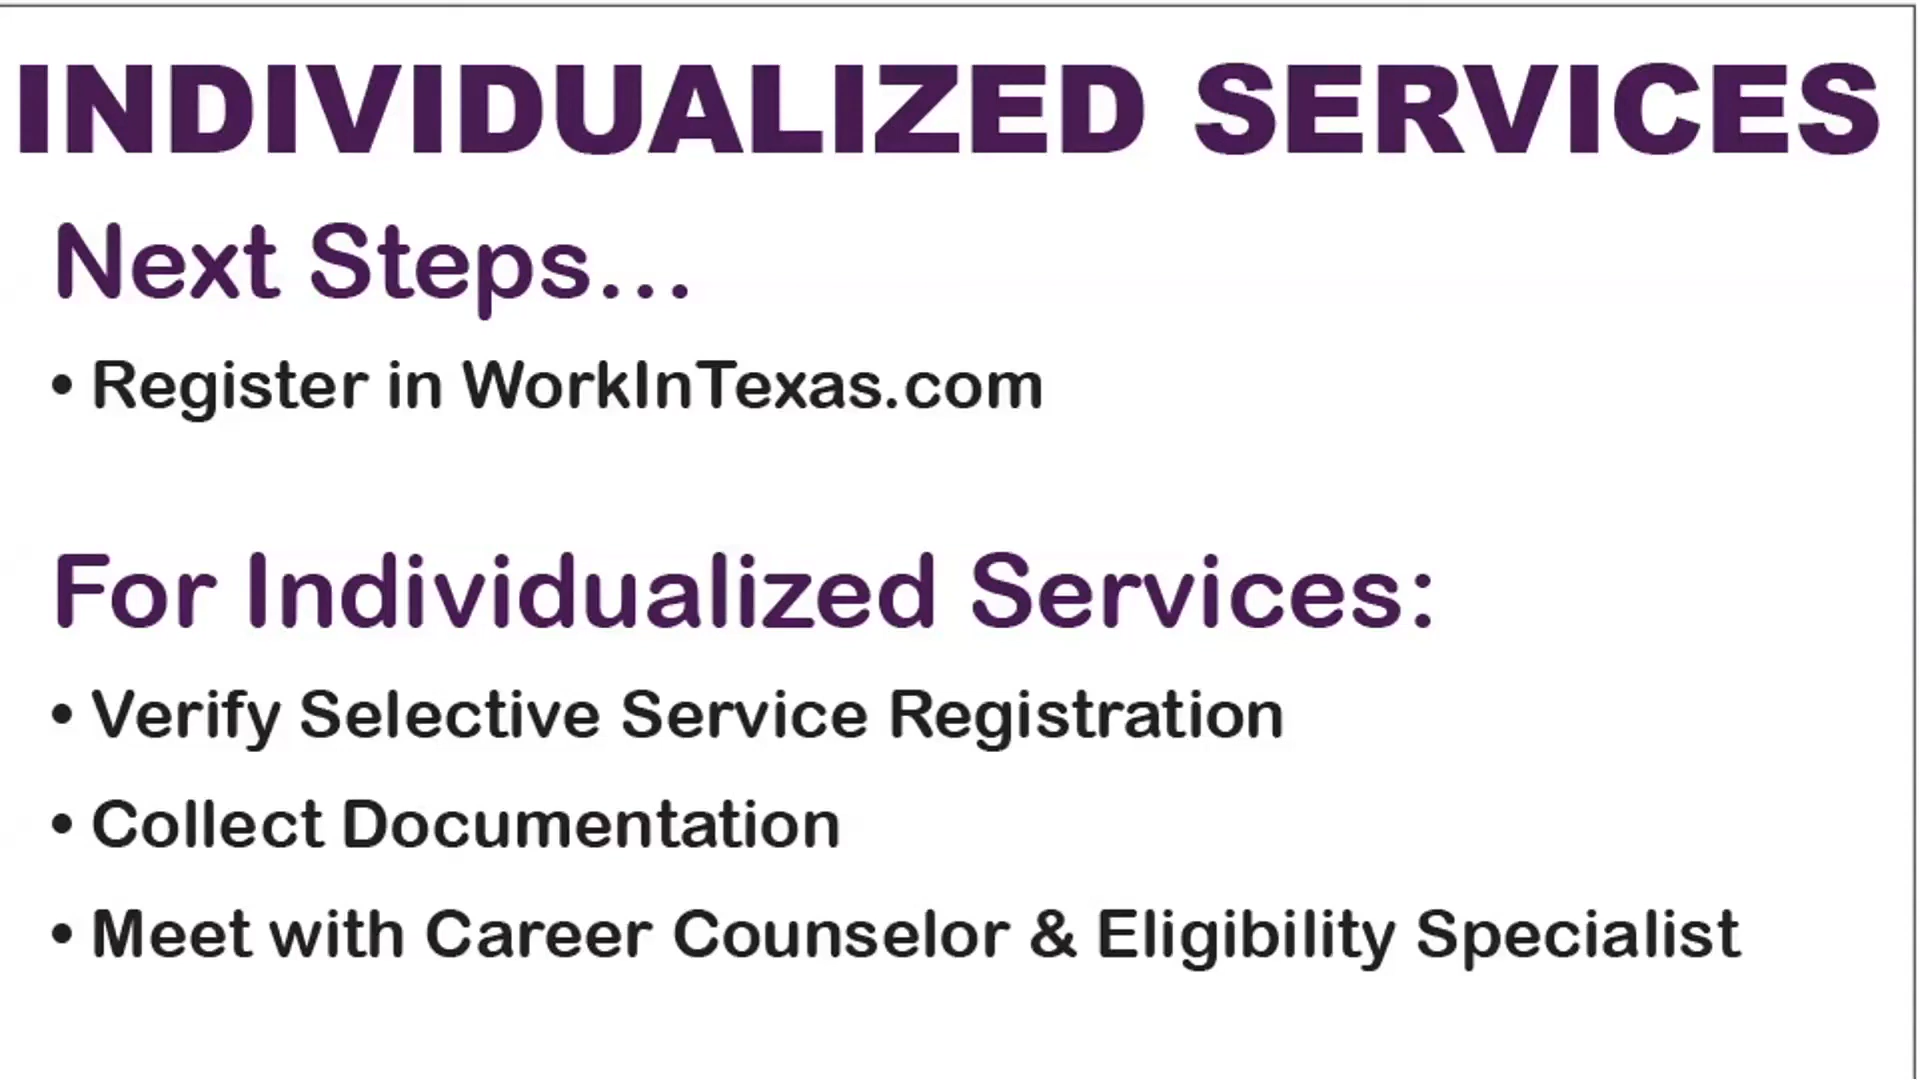 INDIVIDUALIZED SERVICES
Next Steps...
• Register in WorkInTexas.com
For Individualized Services:
• Verify Selective Service Registration
• Collect Documentation
• Meet with Career Counselor & Eligibility Specialist